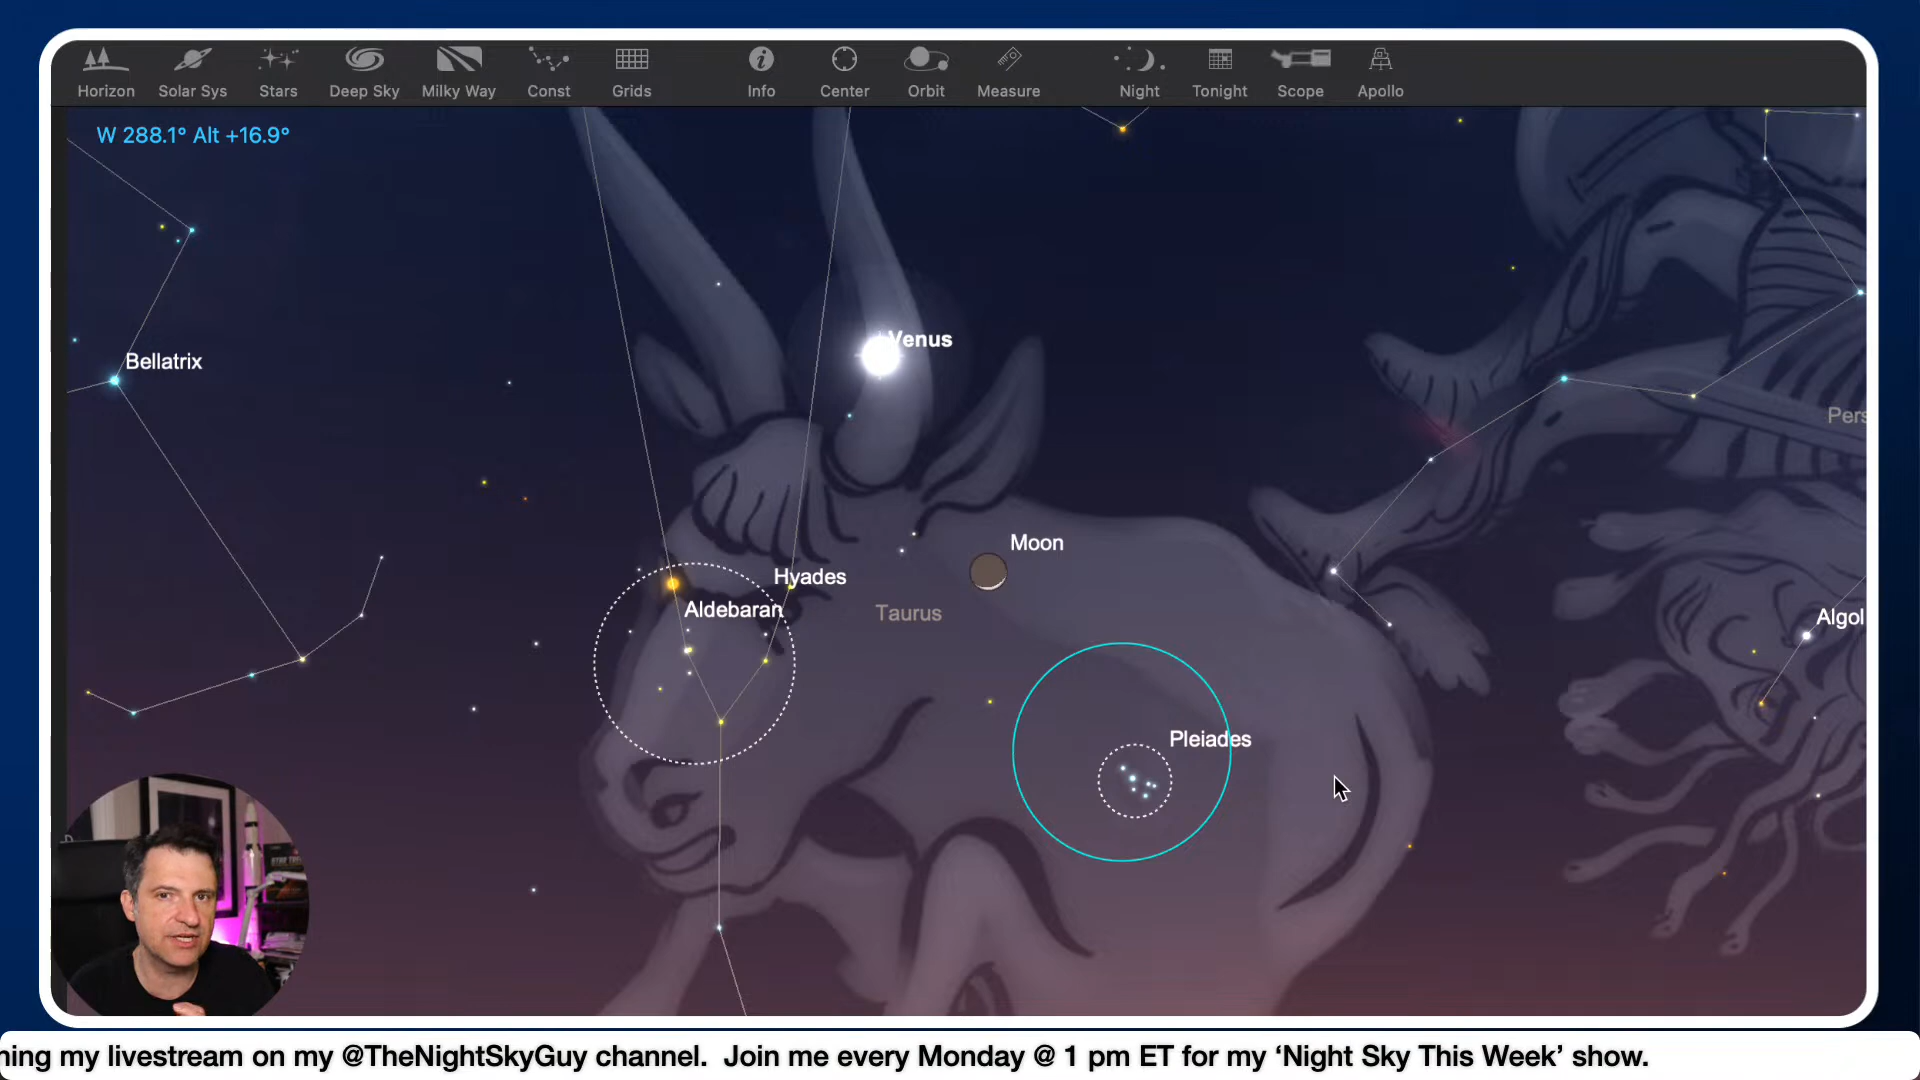 Horizon Solar Sys Stars Deep Sky Milky Way Const Grids Info Center Orbit Measure Night Tonight Scope Apollo
W 288.1° Alt +16.9°
Venus
Bellatrix
Moon
Hyades
Aldebaran
Taurus
Algol
Pleiades
my livestream on my @TheNightSkyGuy channel. Join me every Monday @ 1 pm ET for my ‘Night Sky This Week’ show.